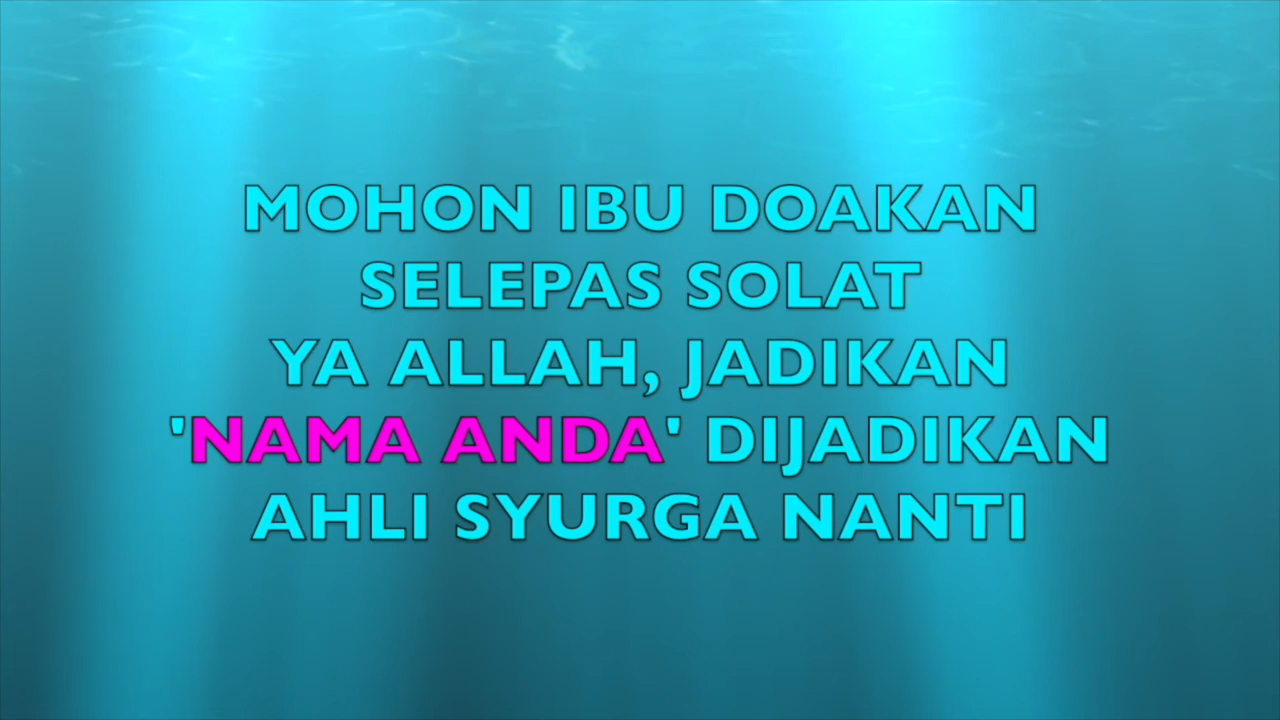 MOHON IBU DOAKAN
SELEPAS SOLAT
YA ALLAH, JADIKAN
'NAMA ANDA' DIJADIKAN
AHLI SYURGA NANTI